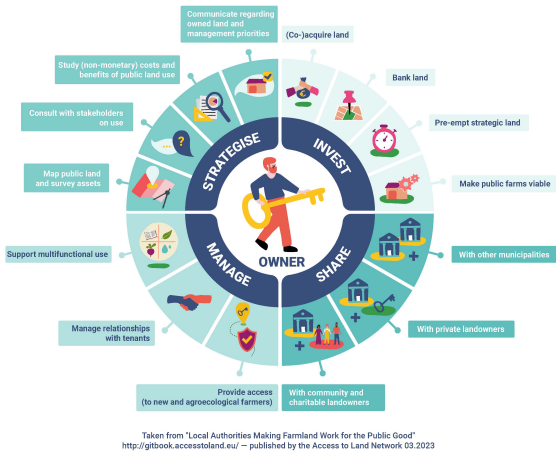 Communicate regarding
owned land and
management priorities
(Co-)acquire land
Study (non-monetary) costs and
benefits of public land use
Bank land
Consult with stakeholders
on use
Pre-empt strategic land
Map public land
and survey assets
Make public farms viable
STRATEGISE
INVEST
?
€
OWNER
MANAGE
SHARE
Support multifunctional use
With other municipalities
Manage relationships
with tenants
With private landowners
Provide access
(to new and agroecological farmers)
With community and
charitable landowners
Taken from "Local Authorities Making Farmland Work for the Public Good"
http://gitbook.accesstoland.eu/ — published by the Access to Land Network 03.2023